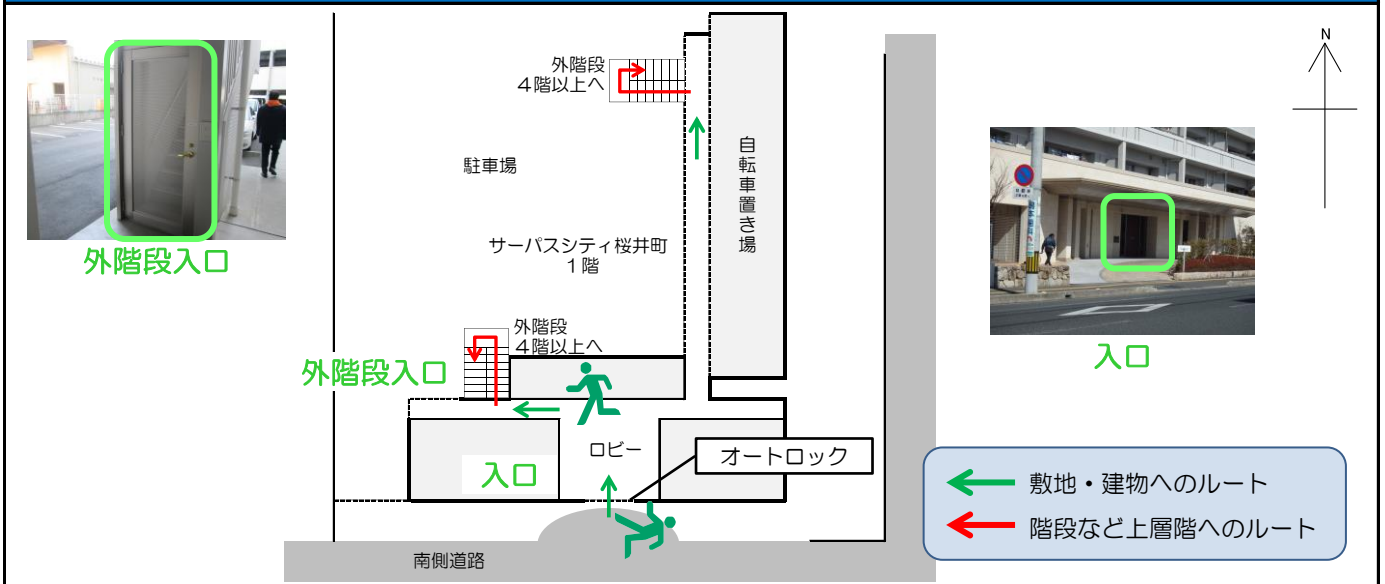 外階段
４階以上へ
N
自転車置き場
駐車場
サーパスシティ桜井町
１階
外階段入口
入口
外階段
４階以上へ
外階段入口
ロビー
オートロック
入口
敷地・建物へのルート
階段など上層階へのルート
南側道路